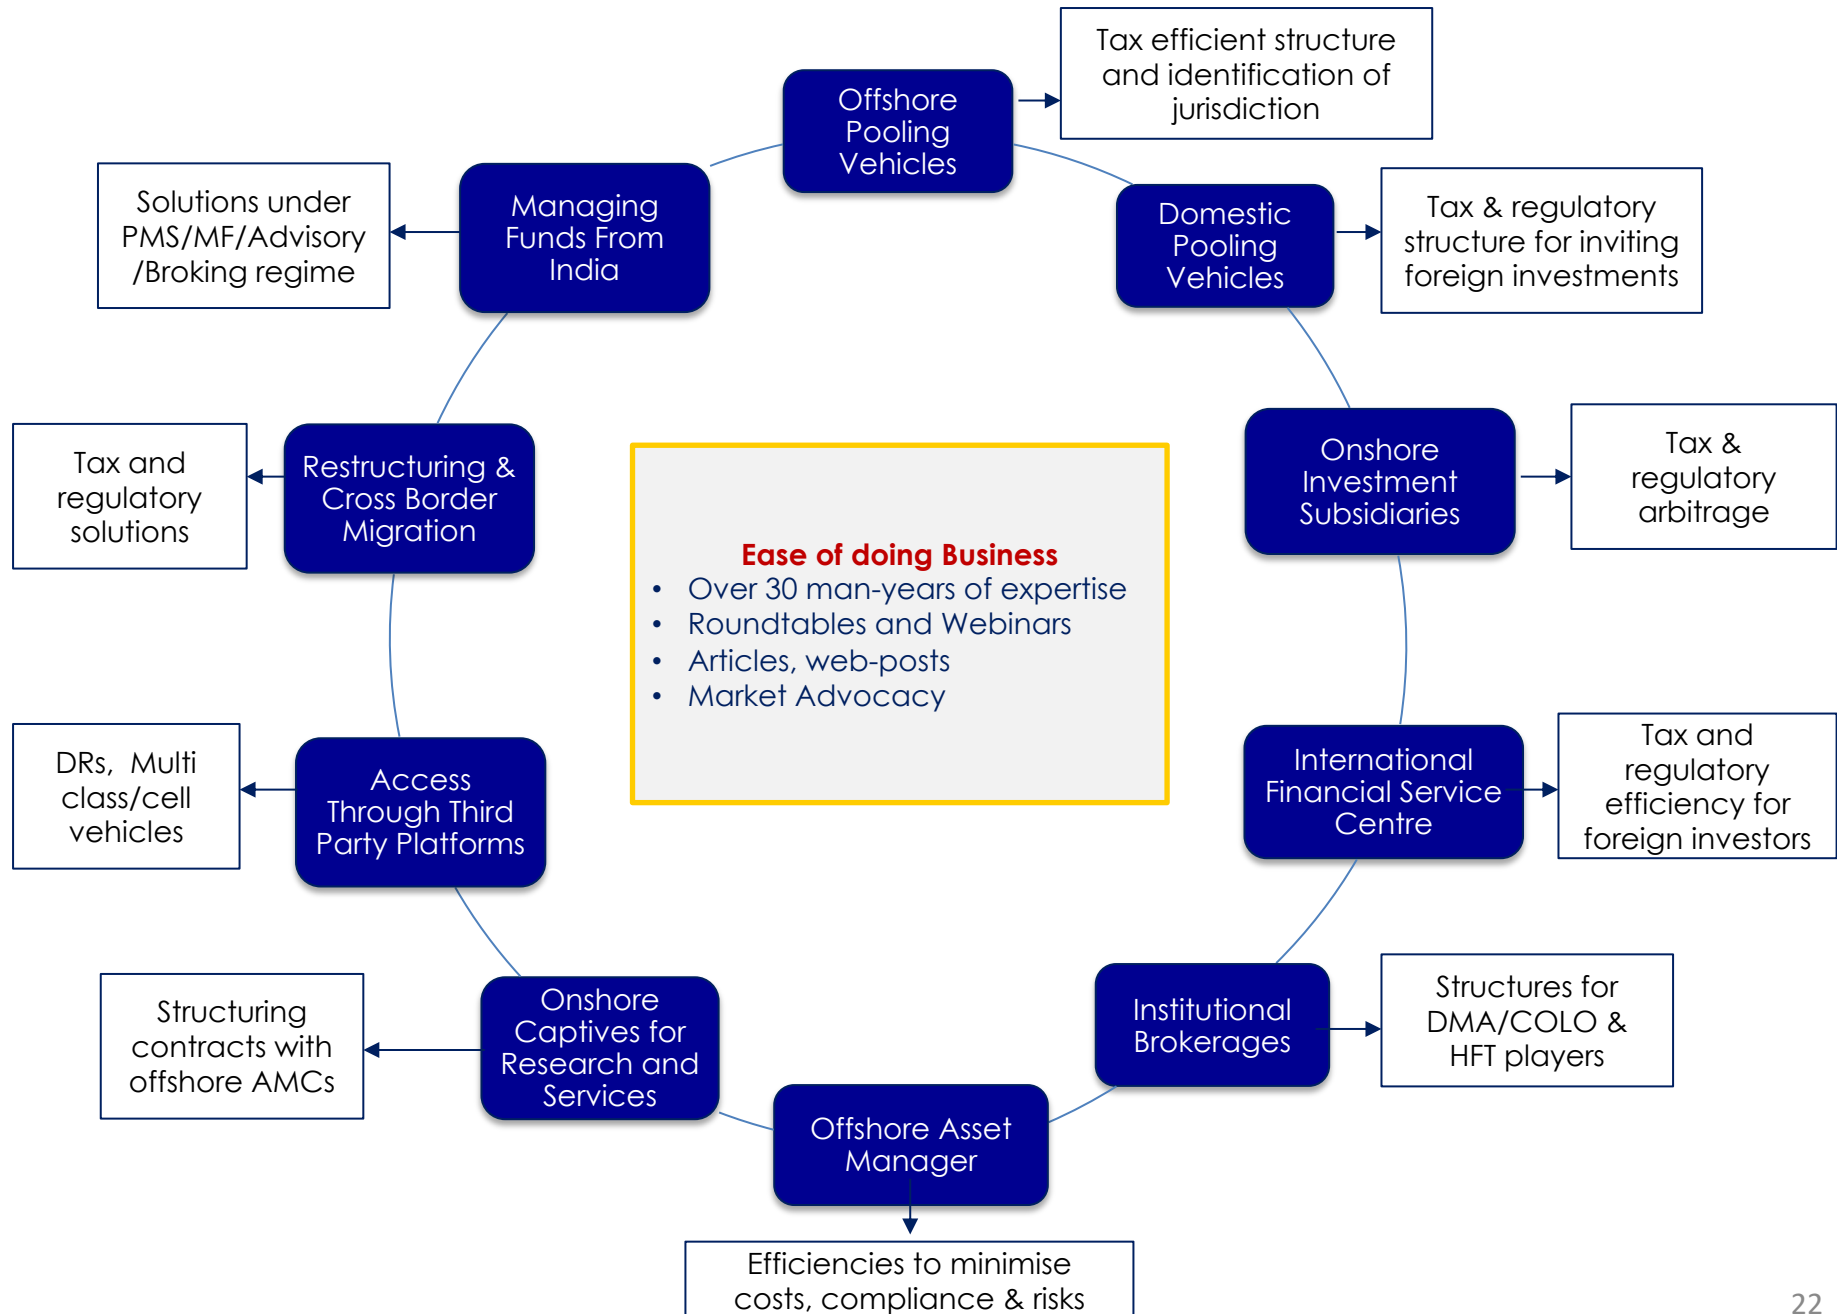 Tax efficient structure
and identification of
jurisdiction
Offshore
Pooling
Vehicles
Domestic
Pooling
Vehicles
Tax & regulatory
structure for inviting
foreign investments
Onshore
Investment
Subsidiaries
Tax &
regulatory
arbitrage
International
Financial Service
Centre
Tax and
regulatory
efficiency for
foreign investors
Institutional
Brokerages
Structures for
DMA/COLO &
HFT players
Offshore Asset
Manager
Efficiencies to minimise
costs, compliance & risks
Onshore
Captives for
Research and
Services
Structuring
contracts with
offshore AMCs
Access
Through Third
Party Platforms
DRs,  Multi
class/cell
vehicles
Restructuring &
Cross Border
Migration
Tax and
regulatory
solutions
Managing
Funds From
India
Solutions under
PMS/MF/Advisory
/Broking regime
Ease of doing Business
• Over 30 man-years of expertise
• Roundtables and Webinars
• Articles, web-posts
• Market Advocacy
22